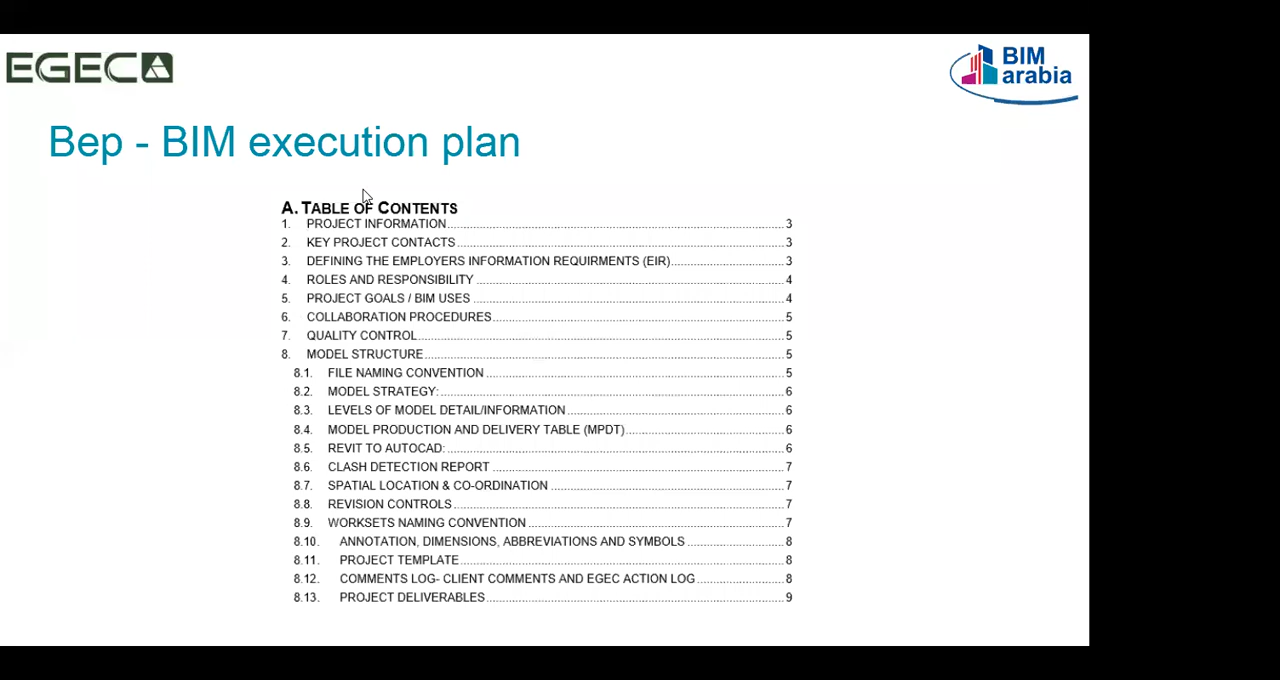 EGEC
BIM
arabia
Bep - BIM execution plan
A. TABLE OF CONTENTS
1. PROJECT INFORMATION 3
2. KEY PROJECT CONTACTS 3
3. DEFINING THE EMPLOYERS INFORMATION REQUIRMENTS (EIR) 3
4. ROLES AND RESPONSIBILITY 4
5. PROJECT GOALS / BIM USES 4
6. COLLABORATION PROCEDURES 5
7. QUALITY CONTROL 5
8. MODEL STRUCTURE 5
8.1. FILE NAMING CONVENTION 5
8.2. MODEL STRATEGY: 6
8.3. LEVELS OF MODEL DETAIL/INFORMATION 6
8.4. MODEL PRODUCTION AND DELIVERY TABLE (MPDT) 6
8.5. REVIT TO AUTOCAD: 6
8.6. CLASH DETECTION REPORT 7
8.7. SPATIAL LOCATION & CO-ORDINATION 7
8.8. REVISION CONTROLS 7
8.9. WORKSETS NAMING CONVENTION 7
8.10. ANNOTATION, DIMENSIONS, ABBREVIATIONS AND SYMBOLS 8
8.11. PROJECT TEMPLATE 8
8.12. COMMENTS LOG- CLIENT COMMENTS AND EGEC ACTION LOG 8
8.13. PROJECT DELIVERABLES 9